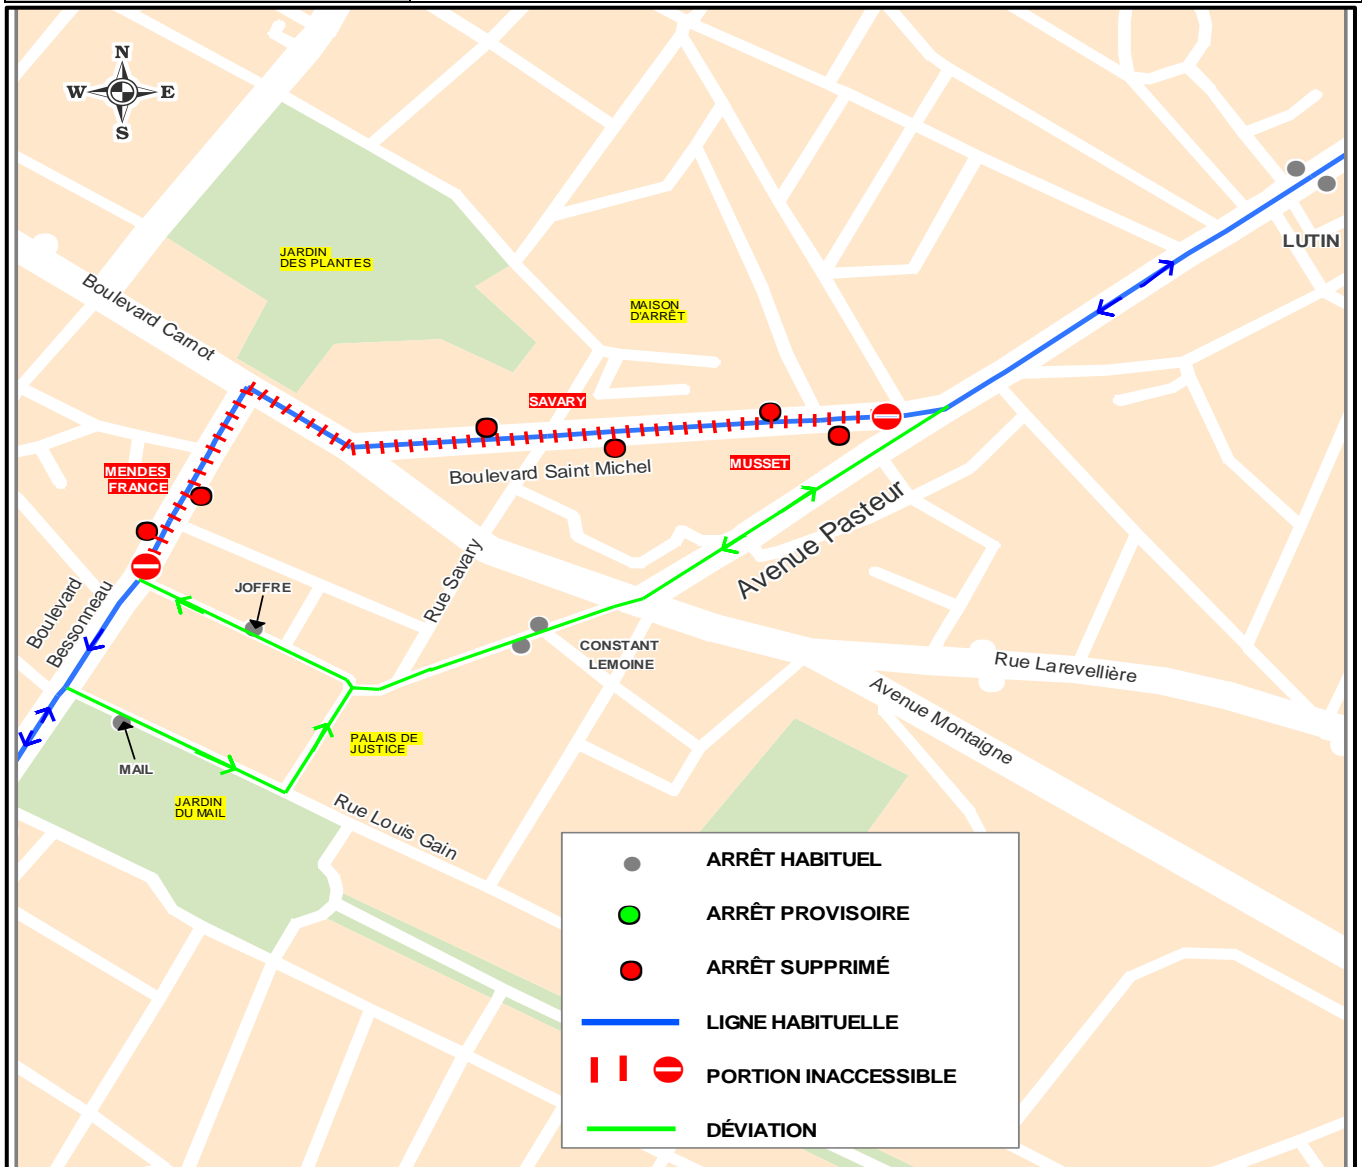 N
W E
S
LUTIN
JARDIN
DES PLANTES
Boulevard Carnot
MAISON
D'ARRÊT
SAVARY
MUSSET
Boulevard Saint Michel
MENDES
FRANCE
Avenue Pasteur
Rue Savary
JOFFRE
Boulevard
Bessonneau
CONSTANT
LEMOINE
Rue Larevellière
Avenue Montaigne
PALAIS DE
JUSTICE
MAIL
JARDIN
DU MAIL
Rue Louis Gain
ARRÊT HABITUEL
ARRÊT PROVISOIRE
ARRÊT SUPPRIMÉ
LIGNE HABITUELLE
PORTION INACCESSIBLE
DÉVIATION